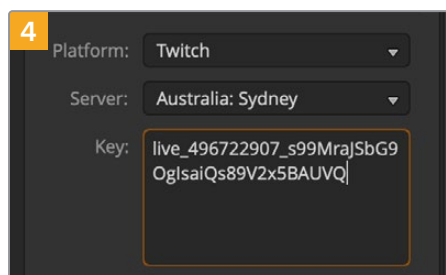 4
Platform: Twitch
Server: Australia: Sydney
Key: live_496722907_s99MraJSbG9
OgIsaiQs89V2x5BAUVQ